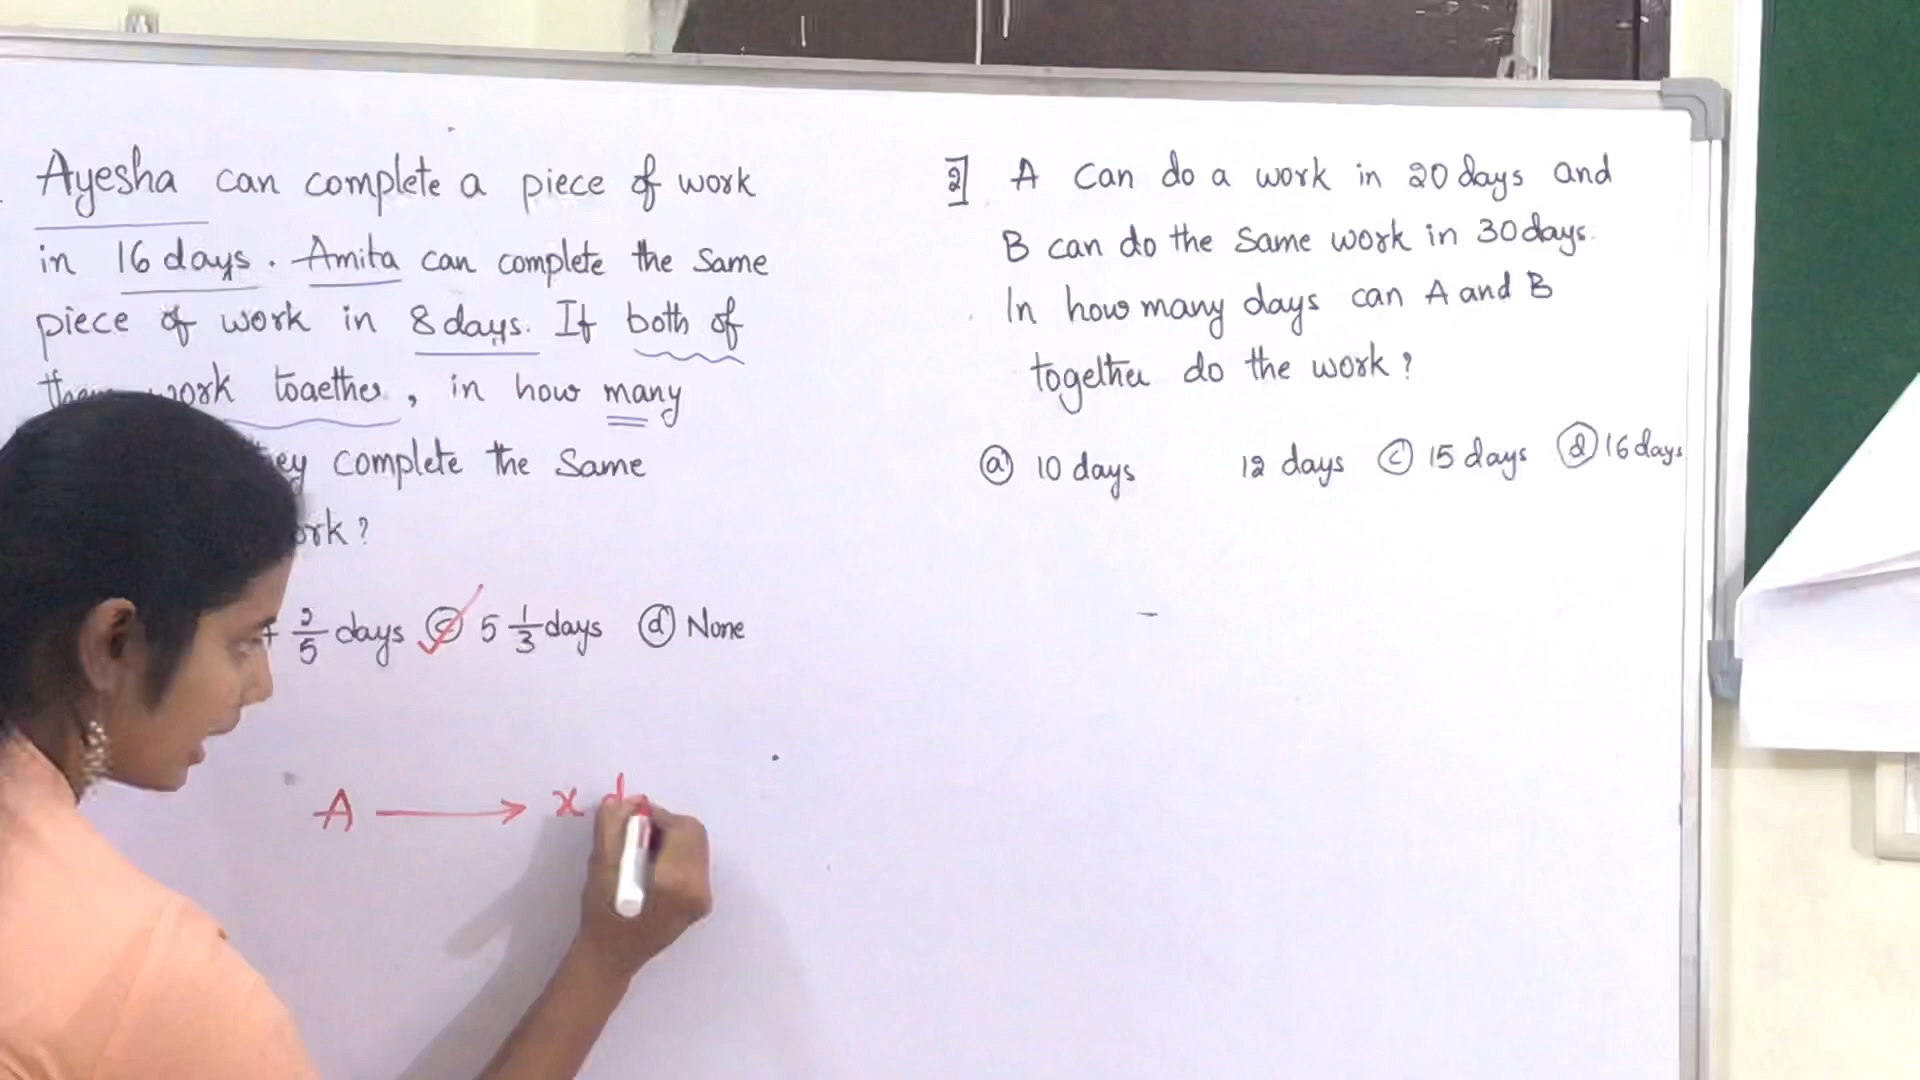 Ayesha can complete a piece of work
in 16 days. Amita can complete the same
piece of work in 8 days. If both of
work together, in how many
complete the same
?
2/5 days ⓒ 5 1/3 days ⓓ None
A → x
2] A can do a work in 20 days and
B can do the same work in 30 days.
In how many days can A and B
together do the work?
ⓐ 10 days 12 days ⓒ 15 days ⓓ 16 days